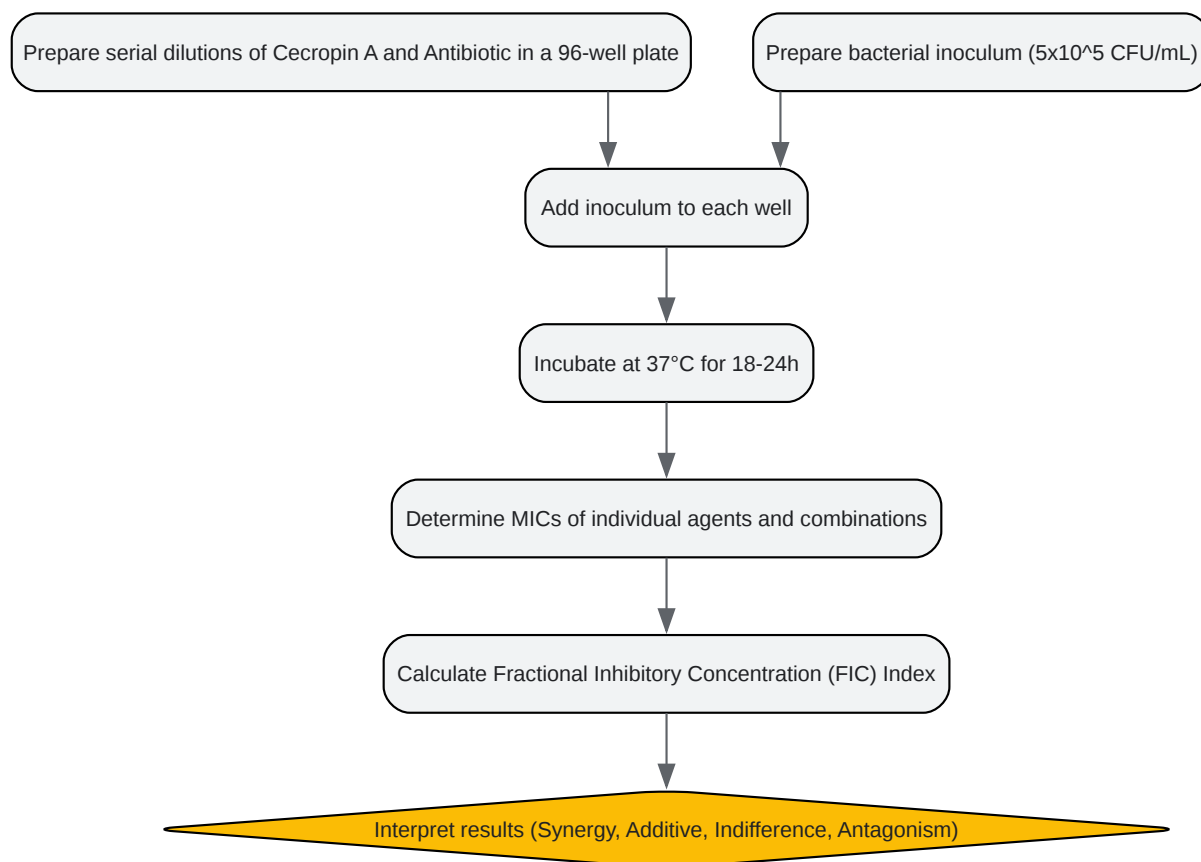 Prepare serial dilutions of Cecropin A and Antibiotic in a 96-well plate
Prepare bacterial inoculum (5x10^5 CFU/mL)
Add inoculum to each well
Incubate at 37°C for 18-24h
Determine MICs of individual agents and combinations
Calculate Fractional Inhibitory Concentration (FIC) Index
Interpret results (Synergy, Additive, Indifference, Antagonism)